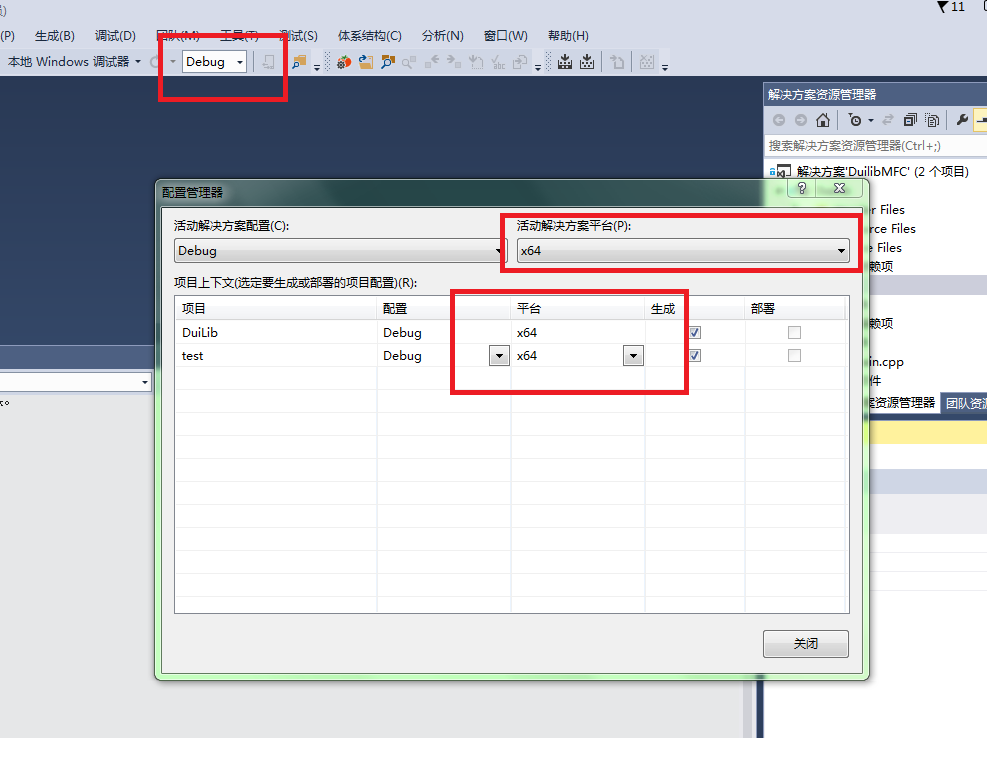 11
(P) 生成(B) 调试(D) 团队(M) 工具(T) 测试(S) 体系结构(C) 分析(N) 窗口(W) 帮助(H)
本地 Windows 调试器 Debug
解决方案资源管理器
搜索解决方案资源管理器(Ctrl+;)
解决方案'DuilibMFC' (2 个项目)
配置管理器
活动解决方案配置(C): 活动解决方案平台(P):
Debug x64
项目上下文(选定要生成或部署的项目配置)(R):
项目 配置 平台 生成 部署
DuiLib Debug x64
test Debug x64
Files
Files
Files
赖项
赖项
in.cpp
件
案资源管理器 团队资源
关闭